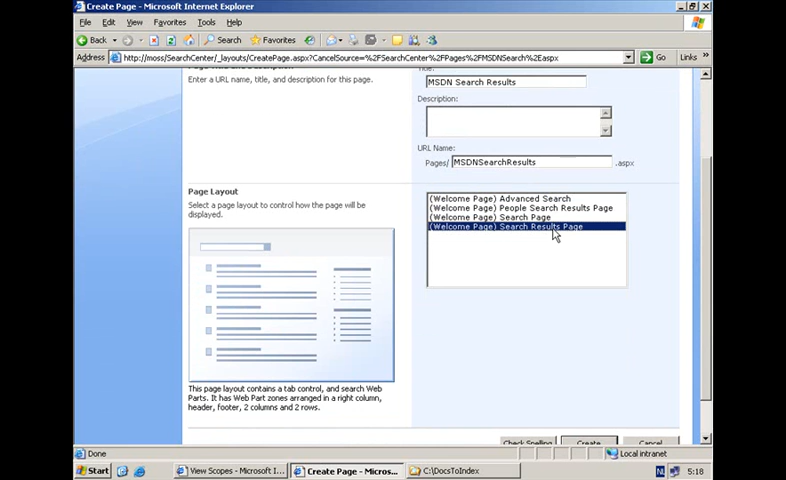 Create Page - Microsoft Internet Explorer
File Edit View Favorites Tools Help
Back Search Favorites
Address http://moss/SearchCenter/_layouts/CreatePage.aspx?CancelSource=%2FSearchCenter%2FPages%2FMSDNSearch%2Easpx Go Links
Enter a URL name, title, and description for this page.
Title:
MSDN Search Results
Description:
URL Name:
Pages/ MSDNSearchResults .aspx
Page Layout
Select a page layout to control how the page will be
displayed.
(Welcome Page) Advanced Search
(Welcome Page) People Search Results Page
(Welcome Page) Search Page
(Welcome Page) Search Results Page
This page layout contains a tab control, and search Web
Parts. It has Web Part zones arranged in a right column,
header, footer, 2 columns and 2 rows.
Check Spelling Create Cancel
Done Local intranet
Start View Scopes - Microsoft I... Create Page - Micros... C:\DocsToIndex NL 5:18